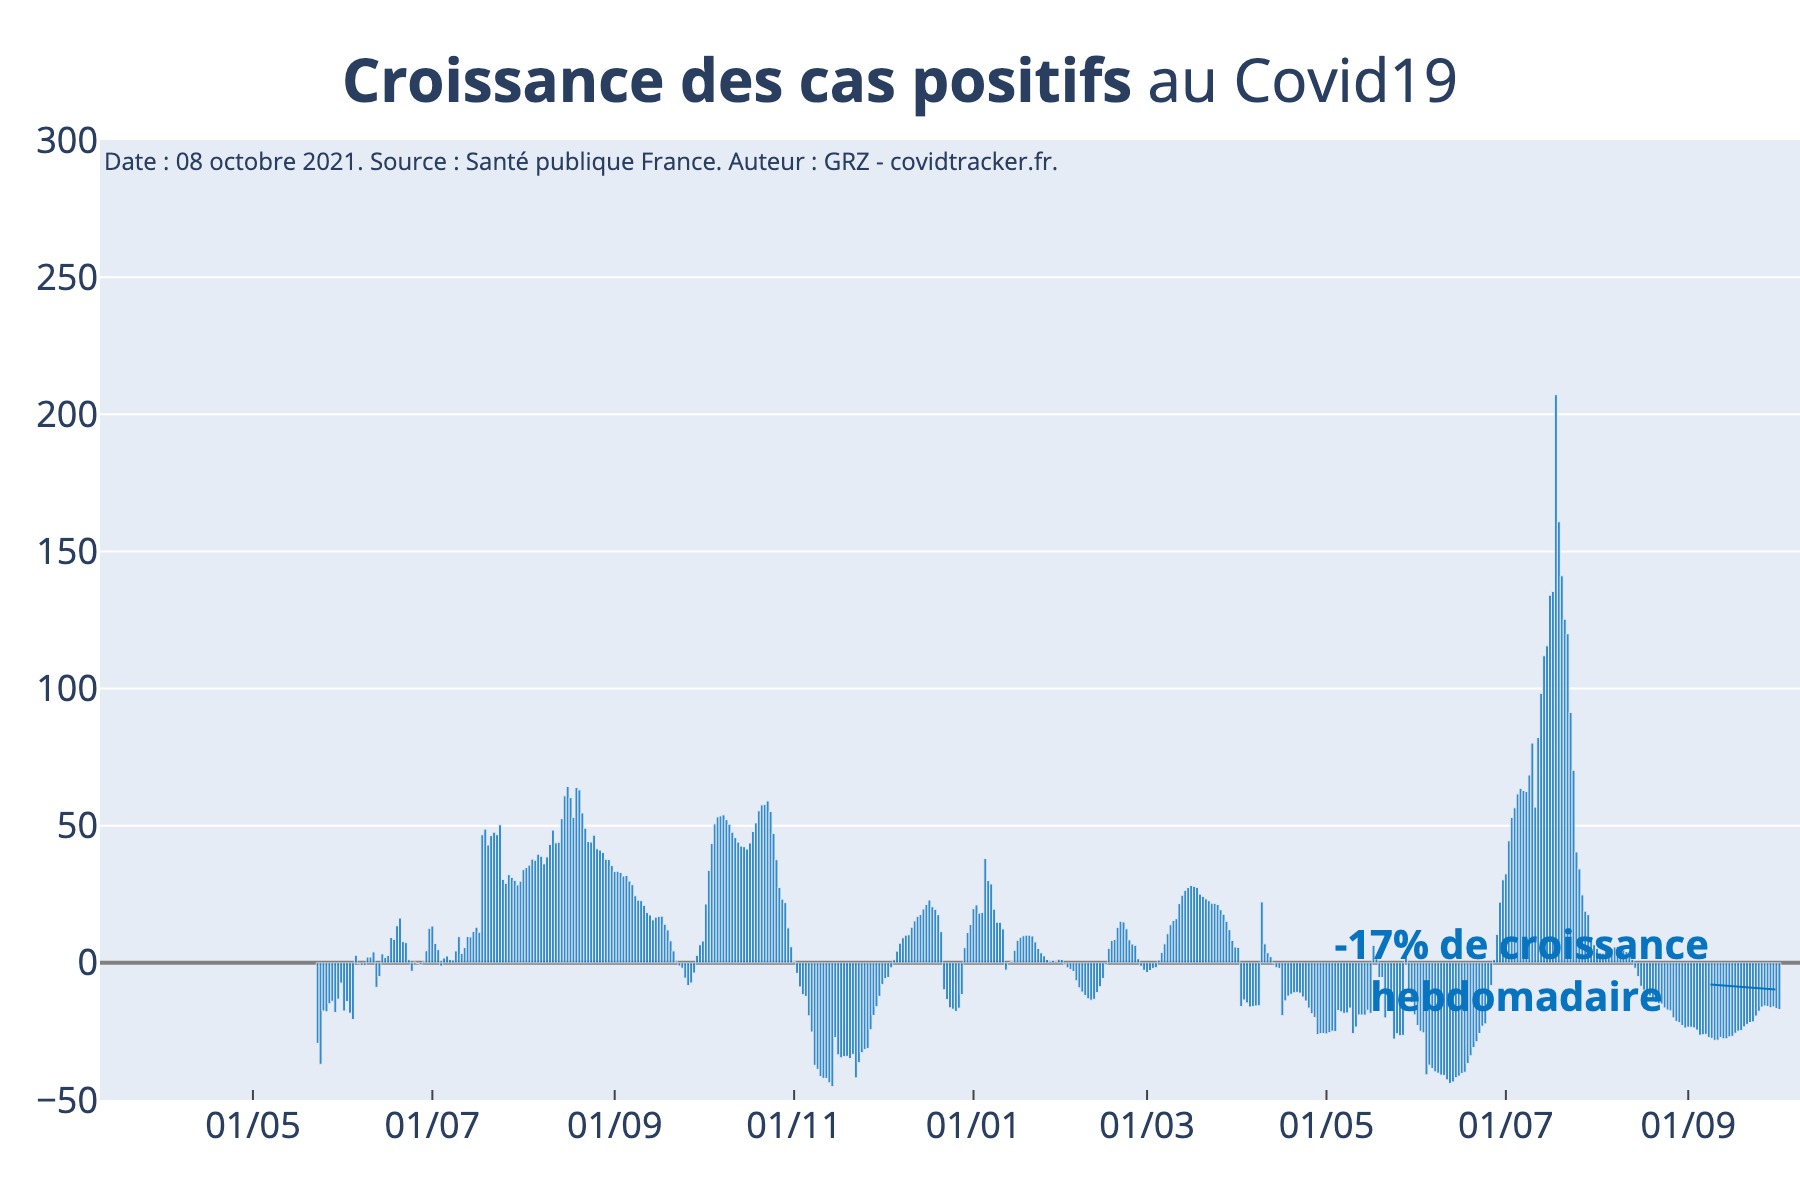 Croissance des cas positifs au Covid19
300
Date : 08 octobre 2021. Source : Santé publique France. Auteur : GRZ - covidtracker.fr.
250
200
150
100
50
0
−50
-17% de croissance
hebdomadaire
01/05 01/07 01/09 01/11 01/01 01/03 01/05 01/07 01/09